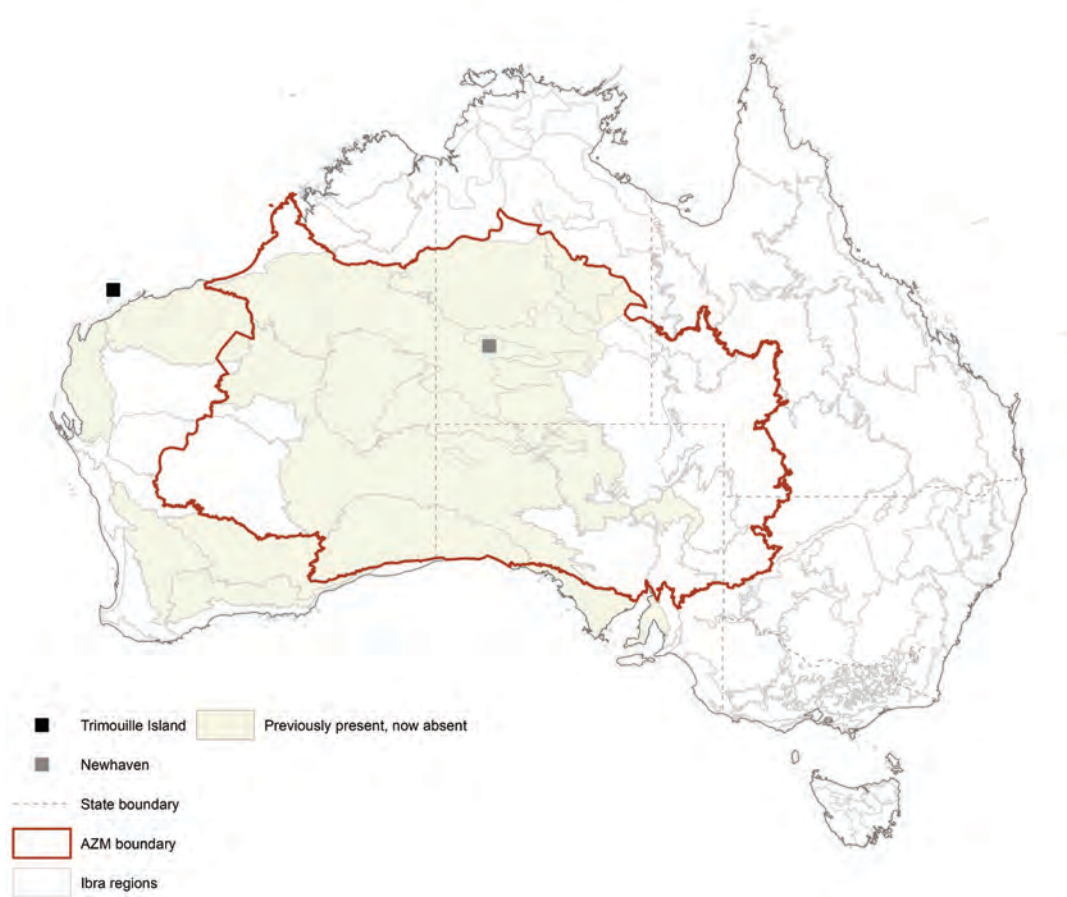 Trimouille Island
Previously present, now absent
Newhaven
State boundary
AZM boundary
Ibra regions